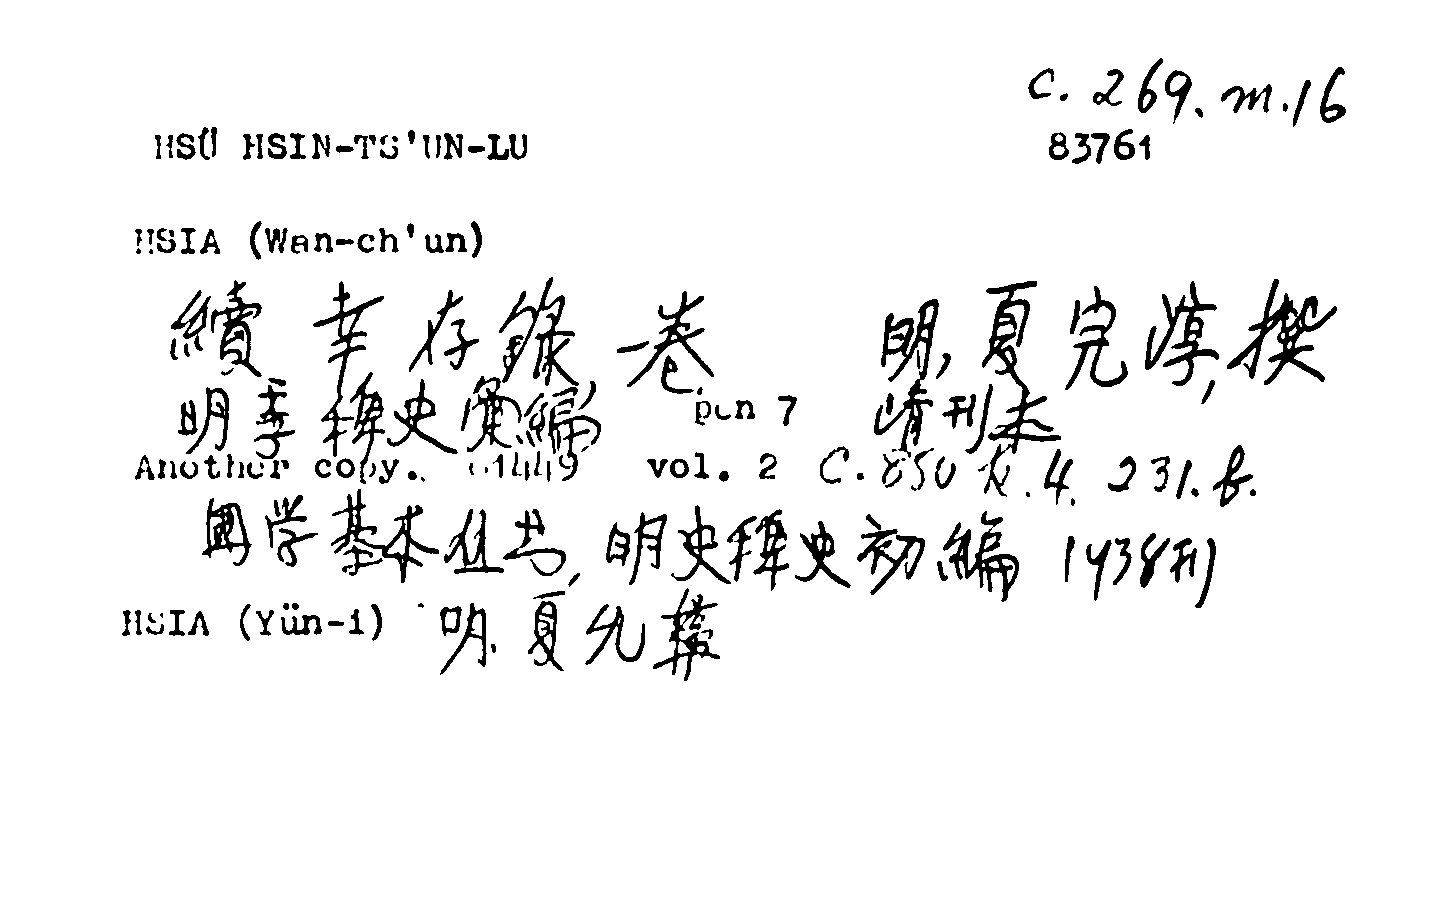 C. 269. m. 16
HSÜ HSIN-TS'UN-LU 83761
HSIA (Wan-ch'un)
續幸存錄一卷 明, 夏完淳, 撰
明季稗史彙編 pen 7 清刊本
Another copy. vol. 2 C. 850 4. 231. b.
國学基本丛书, 明史稗史初編 1938刊
HSIA (Yün-i) 明. 夏允彝